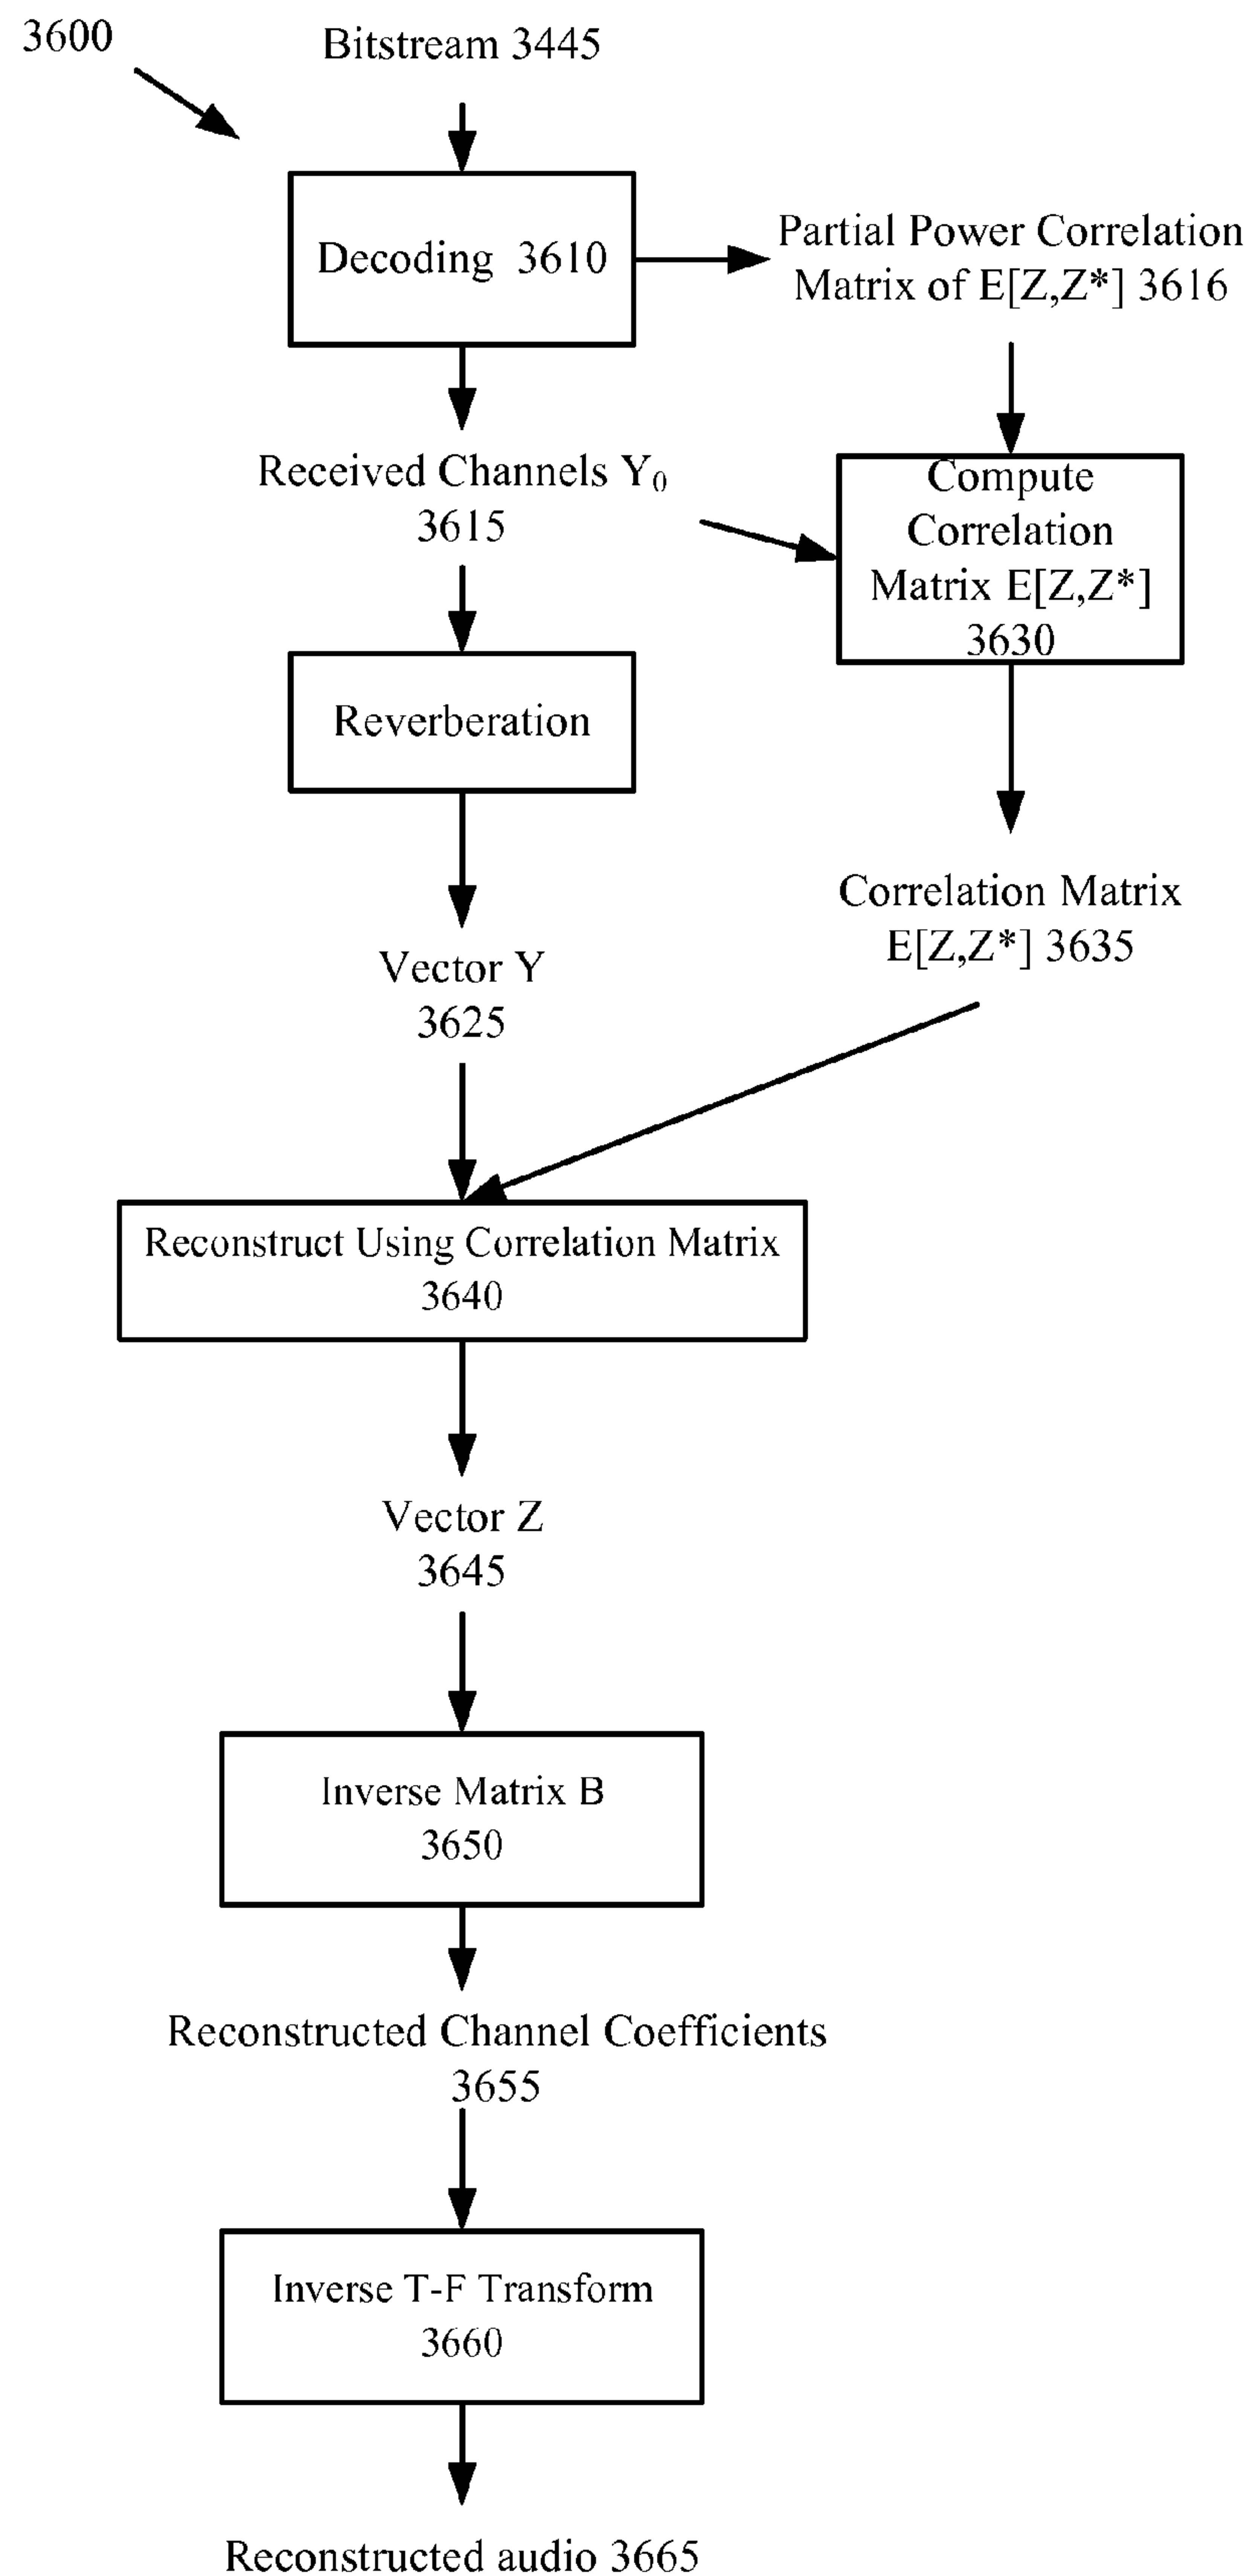 3600
Bitstream 3445
Decoding 3610
Partial Power Correlation
Matrix of E[Z,Z*] 3616
Received Channels Y₀
3615
Compute
Correlation
Matrix E[Z,Z*]
3630
Reverberation
Correlation Matrix
E[Z,Z*] 3635
Vector Y
3625
Reconstruct Using Correlation Matrix
3640
Vector Z
3645
Inverse Matrix B
3650
Reconstructed Channel Coefficients
3655
Inverse T-F Transform
3660
Reconstructed audio 3665